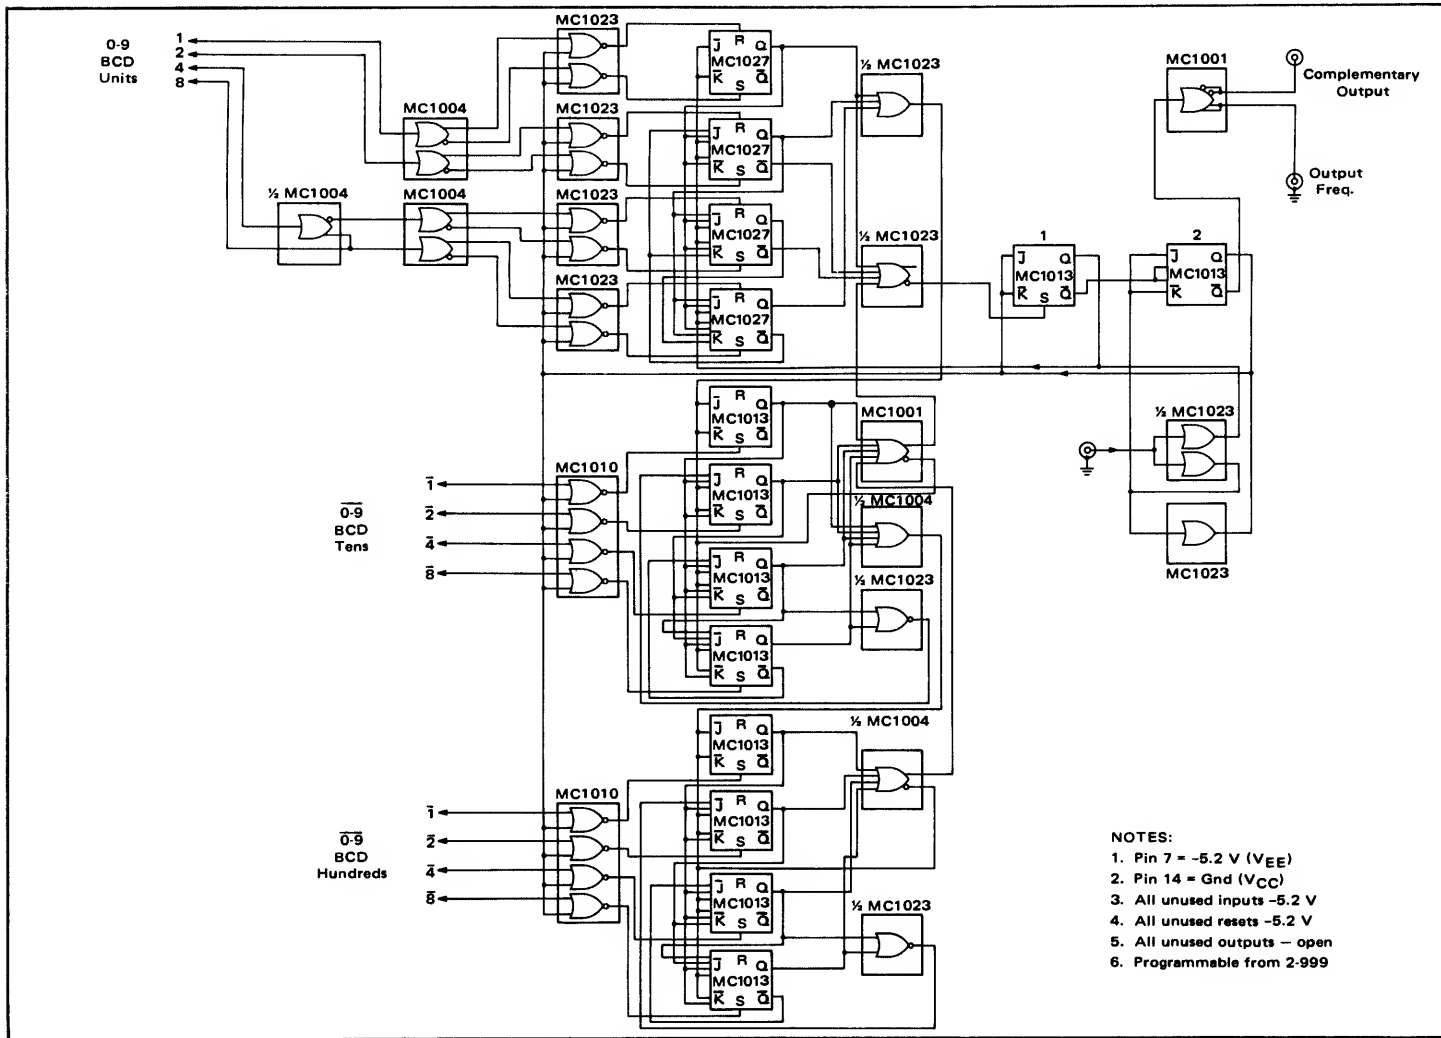 0-9
BCD
Units
1
2
4
8
½ MC1004
MC1004
MC1004
MC1023
MC1023
MC1023
MC1023
J̄ R Q
MC1027
K̄ S Q̄
J̄ R Q
MC1027
K̄ S Q̄
J̄ R Q
MC1027
K̄ S Q̄
J̄ R Q
MC1027
K̄ S Q̄
½ MC1023
½ MC1023
1
J̄ Q
MC1013
K̄ S Q̄
2
J̄ Q
MC1013
K̄ Q̄
MC1001
Complementary
Output
Output
Freq.
½ MC1023
MC1023
0̅-̅9̅
BCD
Tens
1̄
2̄
4̄
8̄
MC1010
J̄ R Q
MC1013
K̄ S Q̄
J̄ R Q
MC1013
K̄ S Q̄
J̄ R Q
MC1013
K̄ S Q̄
J̄ R Q
MC1013
K̄ S Q̄
MC1001
½ MC1004
½ MC1023
0̅-̅9̅
BCD
Hundreds
1̄
2̄
4̄
8̄
MC1010
J̄ R Q
MC1013
K̄ S Q̄
J̄ R Q
MC1013
K̄ S Q̄
J̄ R Q
MC1013
K̄ S Q̄
J̄ R Q
MC1013
K̄ S Q̄
½ MC1004
½ MC1023
NOTES:
1. Pin 7 = -5.2 V (VEE)
2. Pin 14 = Gnd (VCC)
3. All unused inputs -5.2 V
4. All unused resets -5.2 V
5. All unused outputs — open
6. Programmable from 2-999